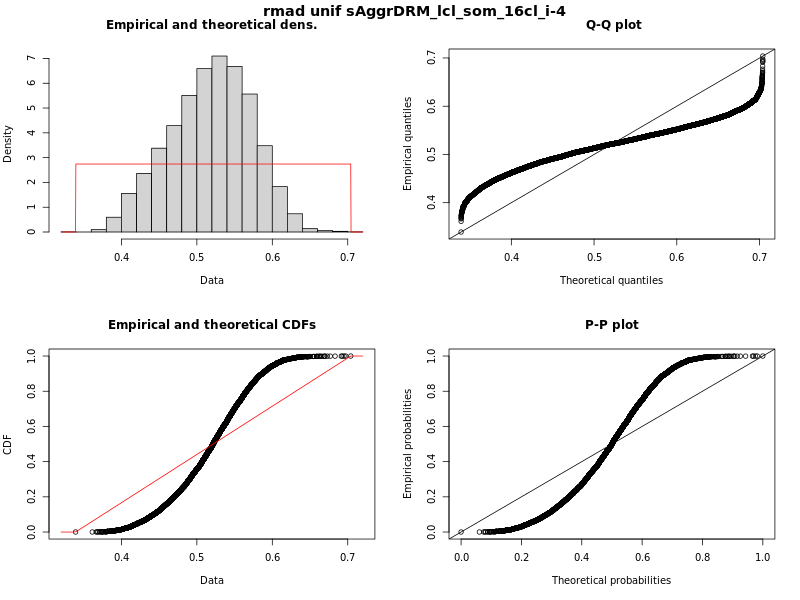 rmad unif sAggrDRM_lcl_som_16cl_i-4
Empirical and theoretical dens.
Density
0 1 2 3 4 5 6 7
0.4 0.5 0.6 0.7
Data
Q-Q plot
Empirical quantiles
0.4 0.5 0.6 0.7
0.4 0.5 0.6 0.7
Theoretical quantiles
Empirical and theoretical CDFs
CDF
0.0 0.2 0.4 0.6 0.8 1.0
0.4 0.5 0.6 0.7
Data
P-P plot
Empirical probabilities
0.0 0.2 0.4 0.6 0.8 1.0
0.0 0.2 0.4 0.6 0.8 1.0
Theoretical probabilities